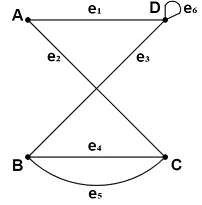 A e₁ D e₆
e₂ e₃
B e₄ C
e₅